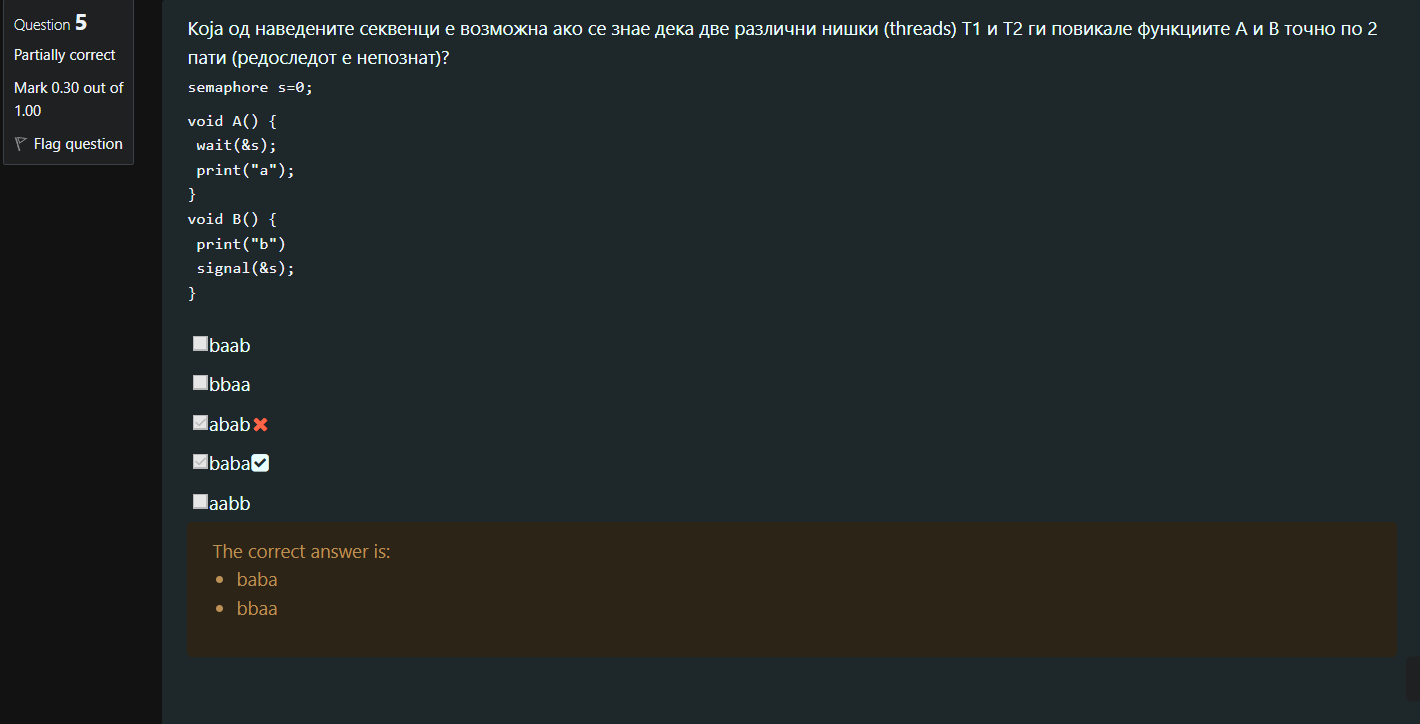 Question 5
Partially correct
Mark 0.30 out of
1.00
Flag question
Која од наведените секвенци е возможна ако се знае дека две различни нишки (threads) T1 и T2 ги повикале функциите A и B точно по 2
пати (редоследот е непознат)?
semaphore s=0;
void A() {
 wait(&s);
 print("a");
}
void B() {
 print("b")
 signal(&s);
}
baab
bbaa
abab
baba
aabb
The correct answer is:
• baba
• bbaa